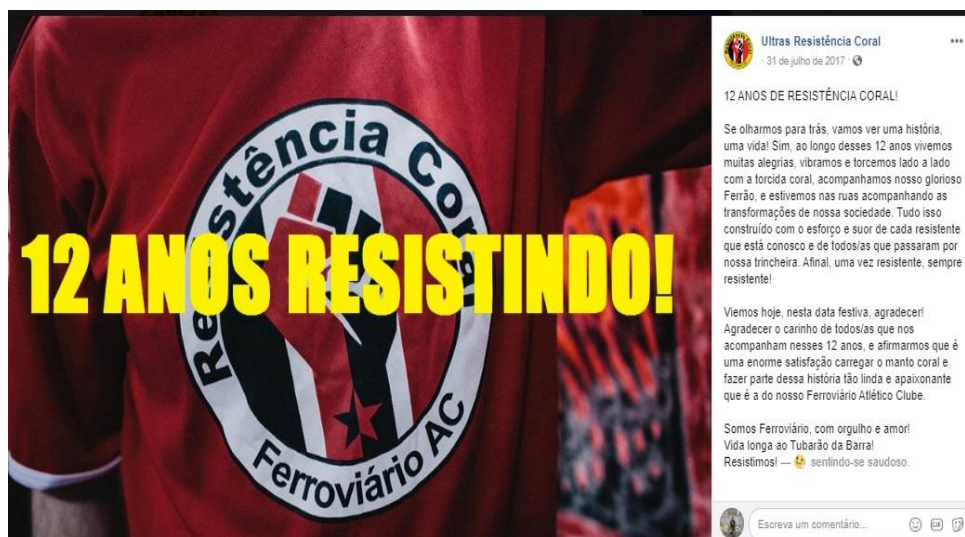 Resistência Coral
12 ANOS RESISTINDO!
Ferroviário AC
Ultras Resistência Coral
31 de julho de 2017
12 ANOS DE RESISTÊNCIA CORAL!
Se olharmos para trás, vamos ver uma história,
uma vida! Sim, ao longo desses 12 anos vivemos
muitas alegrias, vibramos e torcemos lado a lado
com a torcida coral, acompanhamos nosso glorioso
Ferrão, e estivemos nas ruas acompanhando as
transformações de nossa sociedade. Tudo isso
construído com o esforço e suor de cada resistente
que está conosco e de todos/as que passaram por
nossa trincheira. Afinal, uma vez resistente, sempre
resistente!
Viemos hoje, nesta data festiva, agradecer!
Agradecer o carinho de todos/as que nos
acompanham nesses 12 anos, e afirmarmos que é
uma enorme satisfação carregar o manto coral e
fazer parte dessa história tão linda e apaixonante
que é a do nosso Ferroviário Atlético Clube.
Somos Ferroviário, com orgulho e amor!
Vida longa ao Tubarão da Barra!
Resistimos! — sentindo-se saudoso.
Escreva um comentário...
GIF